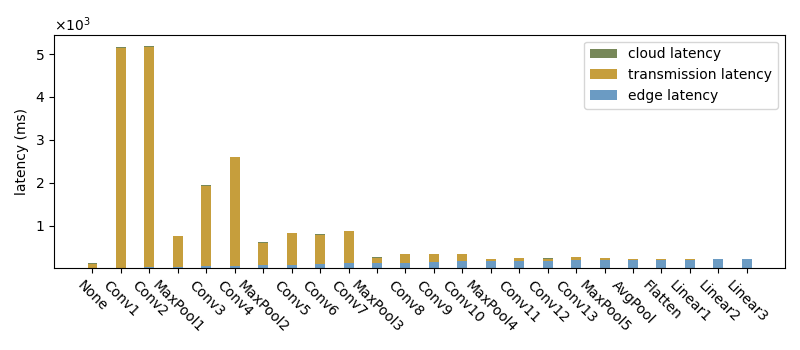 ×10³
5
4
3
2
1
latency (ms)
cloud latency
transmission latency
edge latency
None
Conv1
Conv2
MaxPool1
Conv3
Conv4
MaxPool2
Conv5
Conv6
Conv7
MaxPool3
Conv8
Conv9
Conv10
MaxPool4
Conv11
Conv12
Conv13
MaxPool5
AvgPool
Flatten
Linear1
Linear2
Linear3